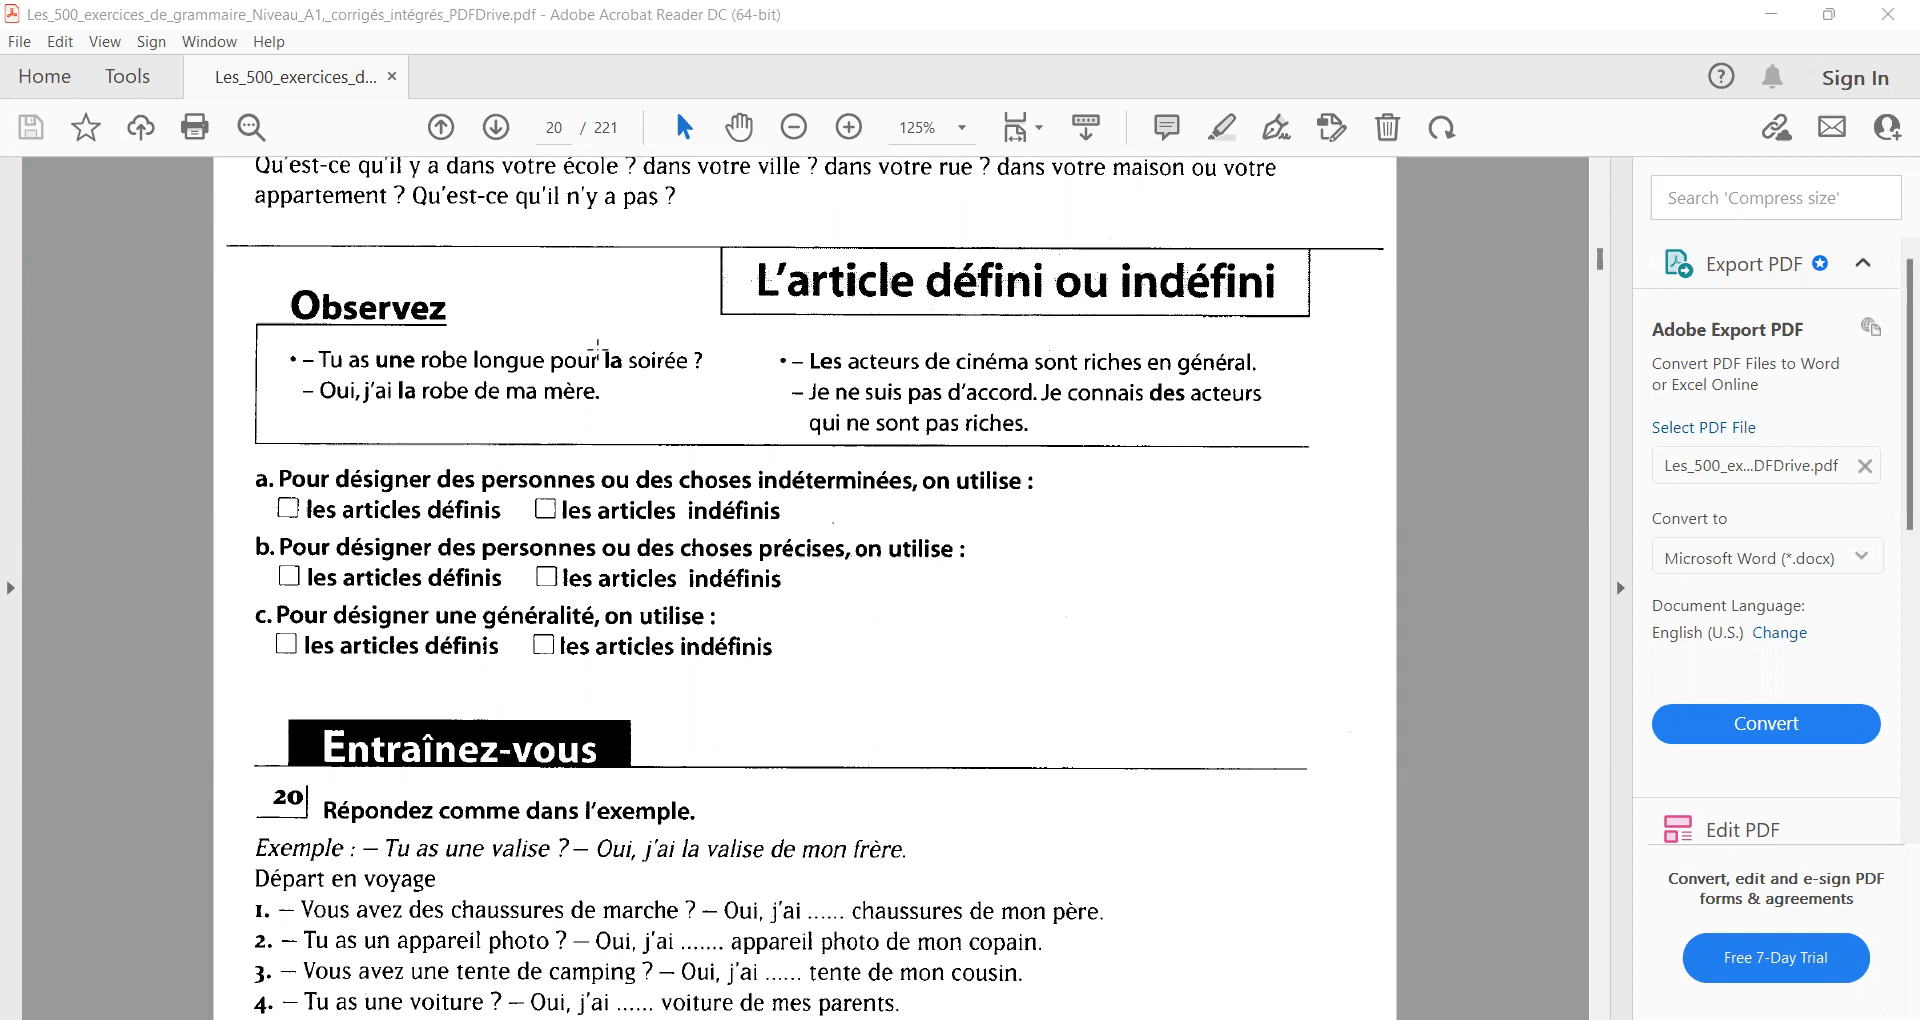 Les_500_exercices_de_grammaire_Niveau_A1,_corrigés_intégrés_PDFDrive.pdf - Adobe Acrobat Reader DC (64-bit)
File Edit View Sign Window Help
Home Tools Les_500_exercices_d... × Sign In
20 / 221 125%
Qu'est-ce qu'il y a dans votre école ? dans votre ville ? dans votre rue ? dans votre maison ou votre
appartement ? Qu'est-ce qu'il n'y a pas ?
L'article défini ou indéfini
Observez
• – Tu as une robe longue pour la soirée ?
– Oui, j'ai la robe de ma mère.
• – Les acteurs de cinéma sont riches en général.
– Je ne suis pas d'accord. Je connais des acteurs
qui ne sont pas riches.
a. Pour désigner des personnes ou des choses indéterminées, on utilise :
☐ les articles définis ☐ les articles indéfinis
b. Pour désigner des personnes ou des choses précises, on utilise :
☐ les articles définis ☐ les articles indéfinis
c. Pour désigner une généralité, on utilise :
☐ les articles définis ☐ les articles indéfinis
Entraînez-vous
20 Répondez comme dans l'exemple.
Exemple : – Tu as une valise ? – Oui, j'ai la valise de mon frère.
Départ en voyage
1. – Vous avez des chaussures de marche ? – Oui, j'ai ...... chaussures de mon père.
2. – Tu as un appareil photo ? – Oui, j'ai ....... appareil photo de mon copain.
3. – Vous avez une tente de camping ? – Oui, j'ai ...... tente de mon cousin.
4. – Tu as une voiture ? – Oui, j'ai ...... voiture de mes parents.
Search 'Compress size'
Export PDF
Adobe Export PDF
Convert PDF Files to Word
or Excel Online
Select PDF File
Les_500_ex...DFDrive.pdf
Convert to
Microsoft Word (*.docx)
Document Language:
English (U.S.) Change
Convert
Edit PDF
Convert, edit and e-sign PDF
forms & agreements
Free 7-Day Trial